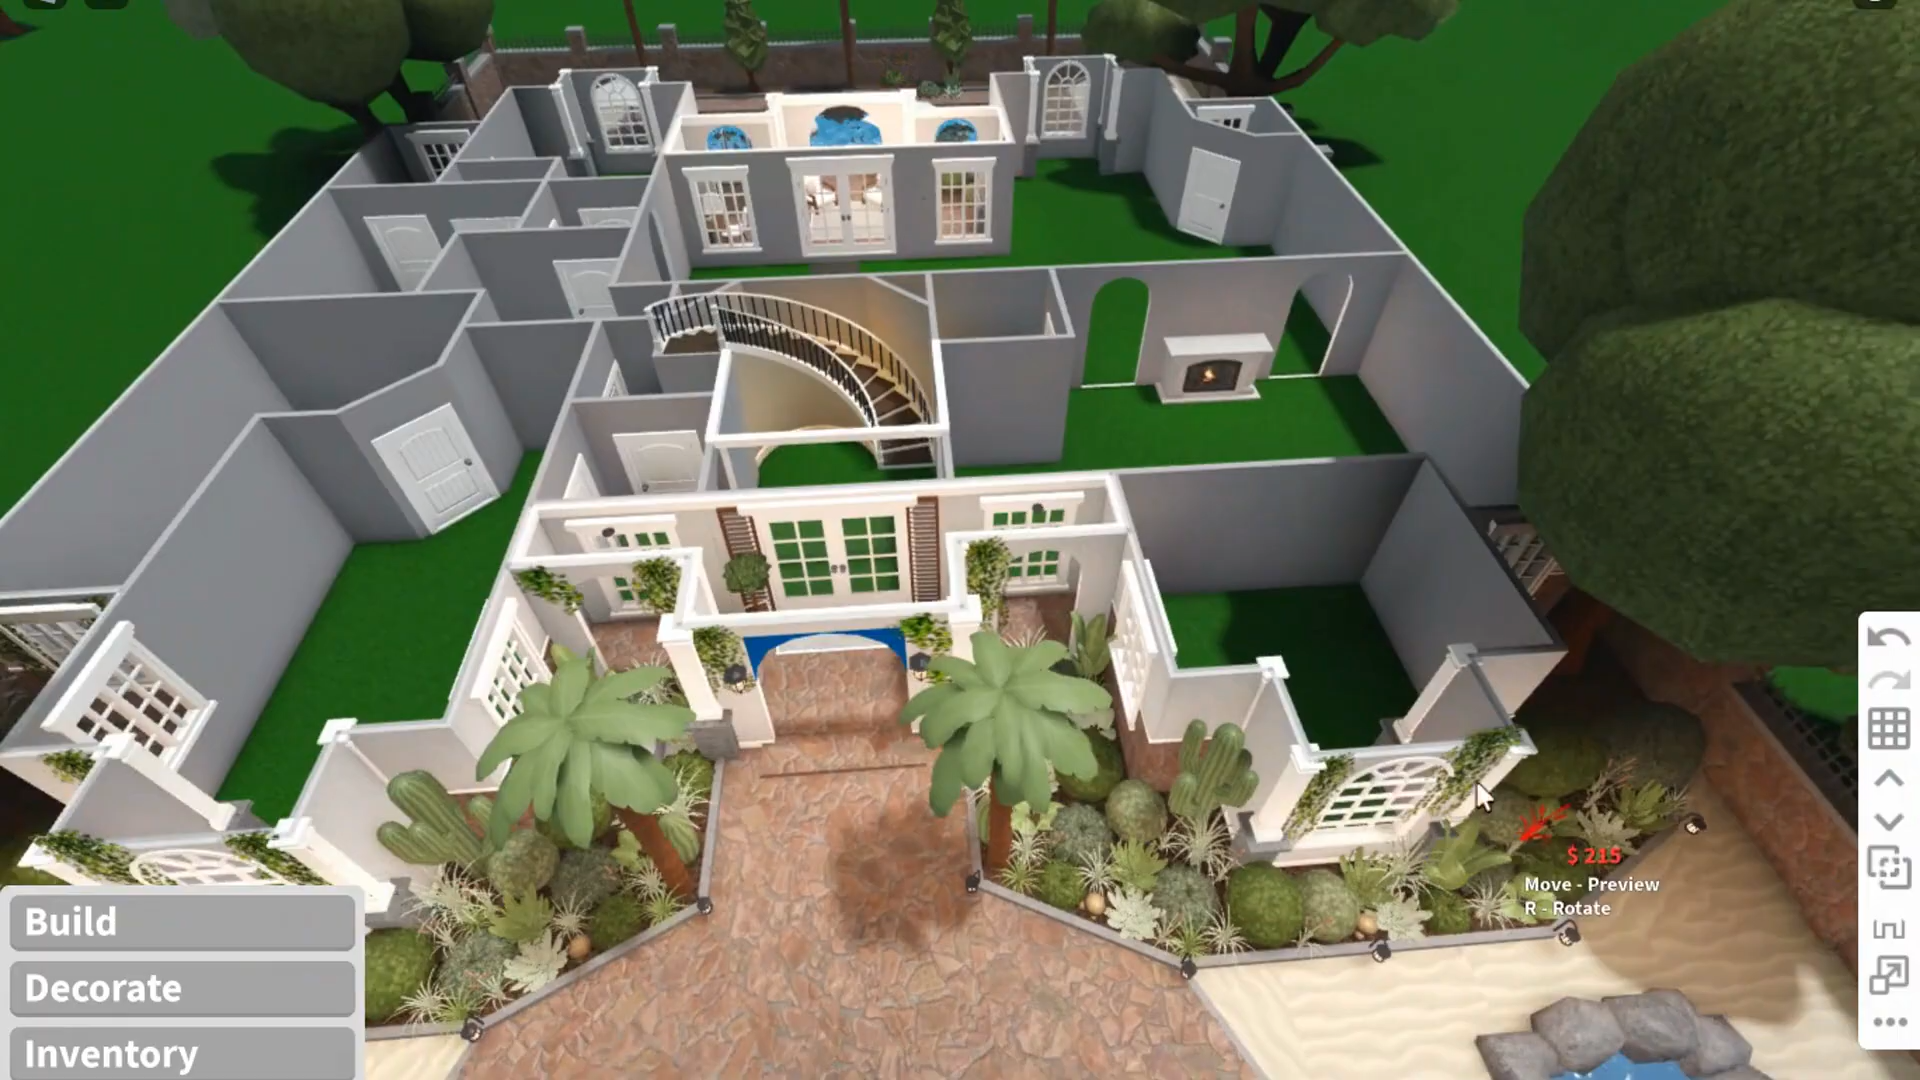 $ 215
Move - Preview
R - Rotate
Build
Decorate
Inventory